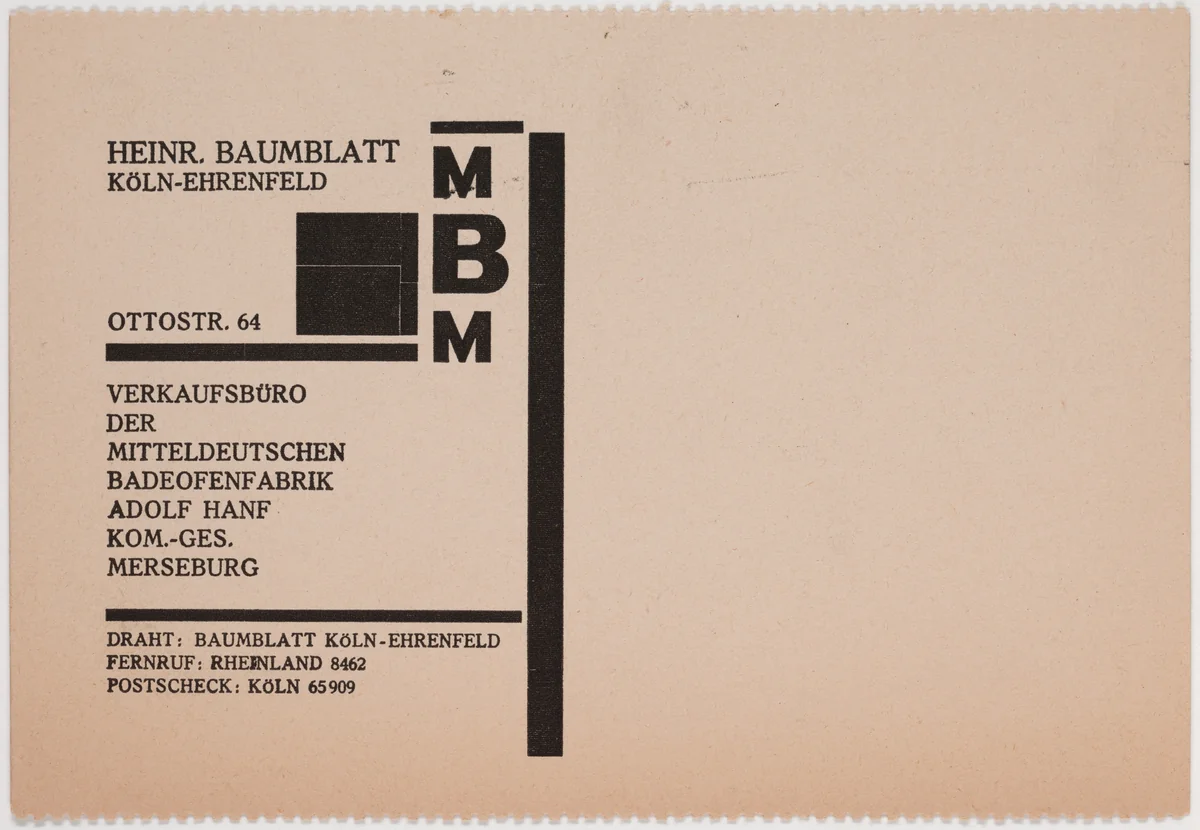 HEINR. BAUMBLATT
KÖLN-EHRENFELD
OTTOSTR. 64
M
B
M
VERKAUFSBÜRO
DER
MITTELDEUTSCHEN
BADEOFENFABRIK
ADOLF HANF
KOM.-GES.
MERSEBURG
DRAHT: BAUMBLATT KÖLN-EHRENFELD
FERNRUF: RHEINLAND 8462
POSTSCHECK: KÖLN 65909